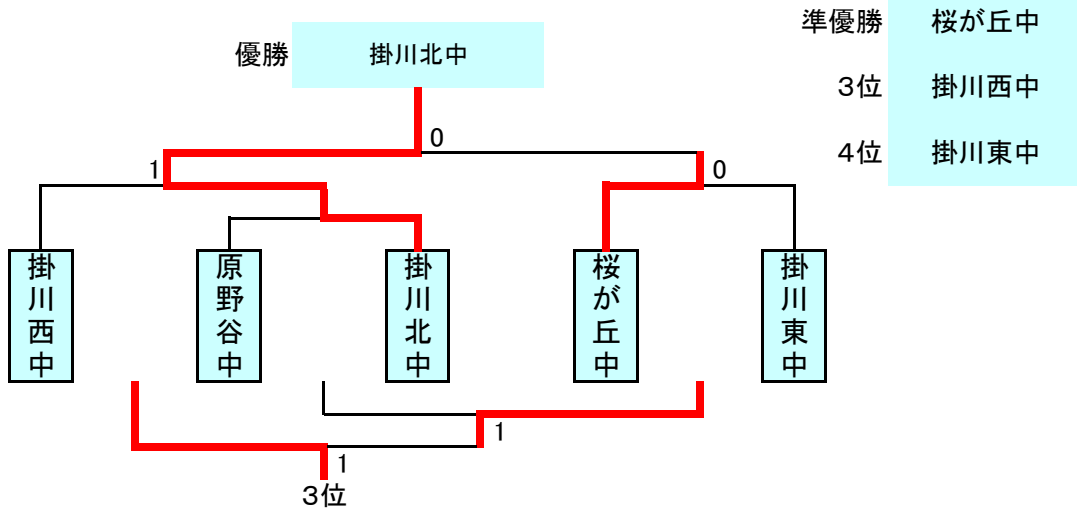 準優勝 桜が丘中
優勝 掛川北中
3位 掛川西中
4位 掛川東中
0
1
0
掛川西中
原野谷中
掛川北中
桜が丘中
掛川東中
1
1
3位